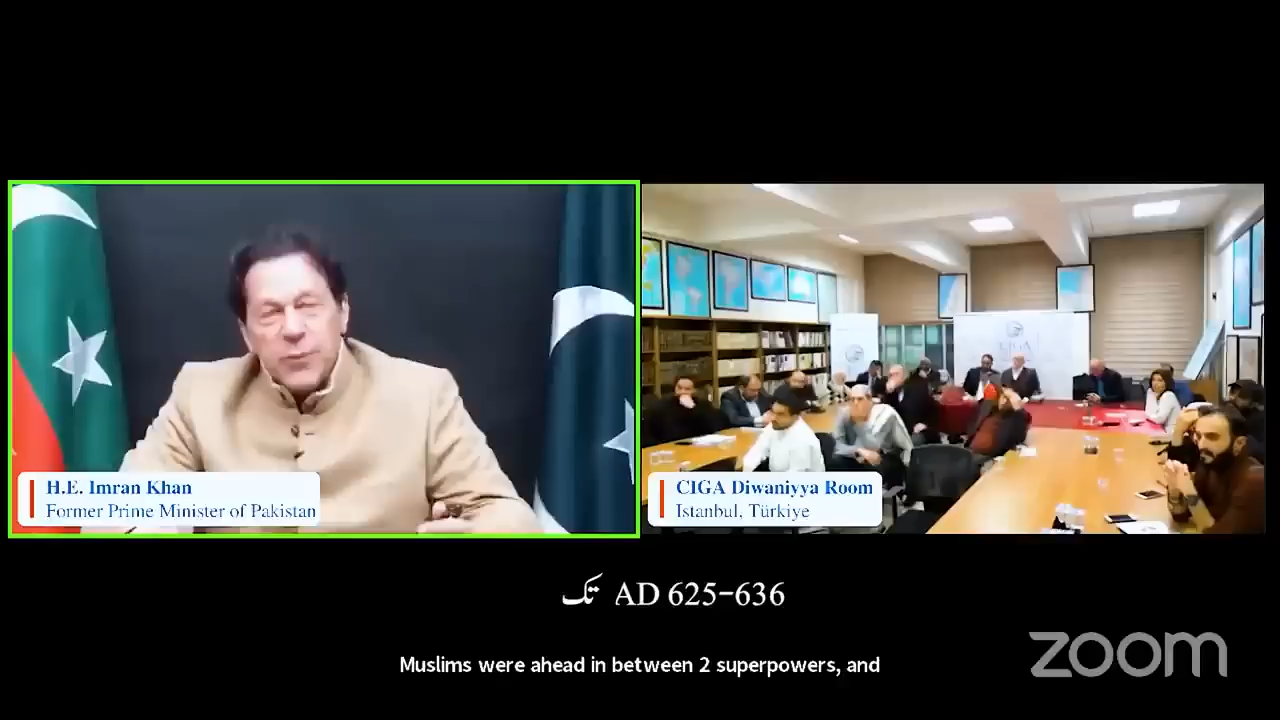 H.E. Imran Khan
Former Prime Minister of Pakistan
CIGA
CIGA Diwaniyya Room
Istanbul, Türkiye
AD 625-636 تک
Muslims were ahead in between 2 superpowers, and
zoom